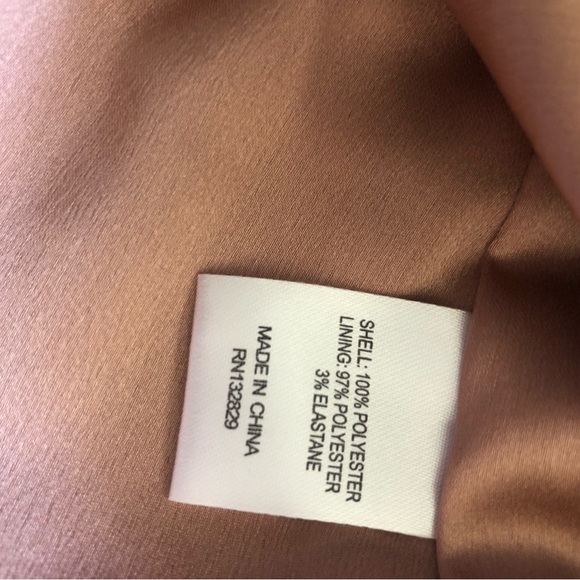 SHELL: 100% POLYESTER
LINING: 97% POLYESTER
3% ELASTANE
MADE IN CHINA
RN132829